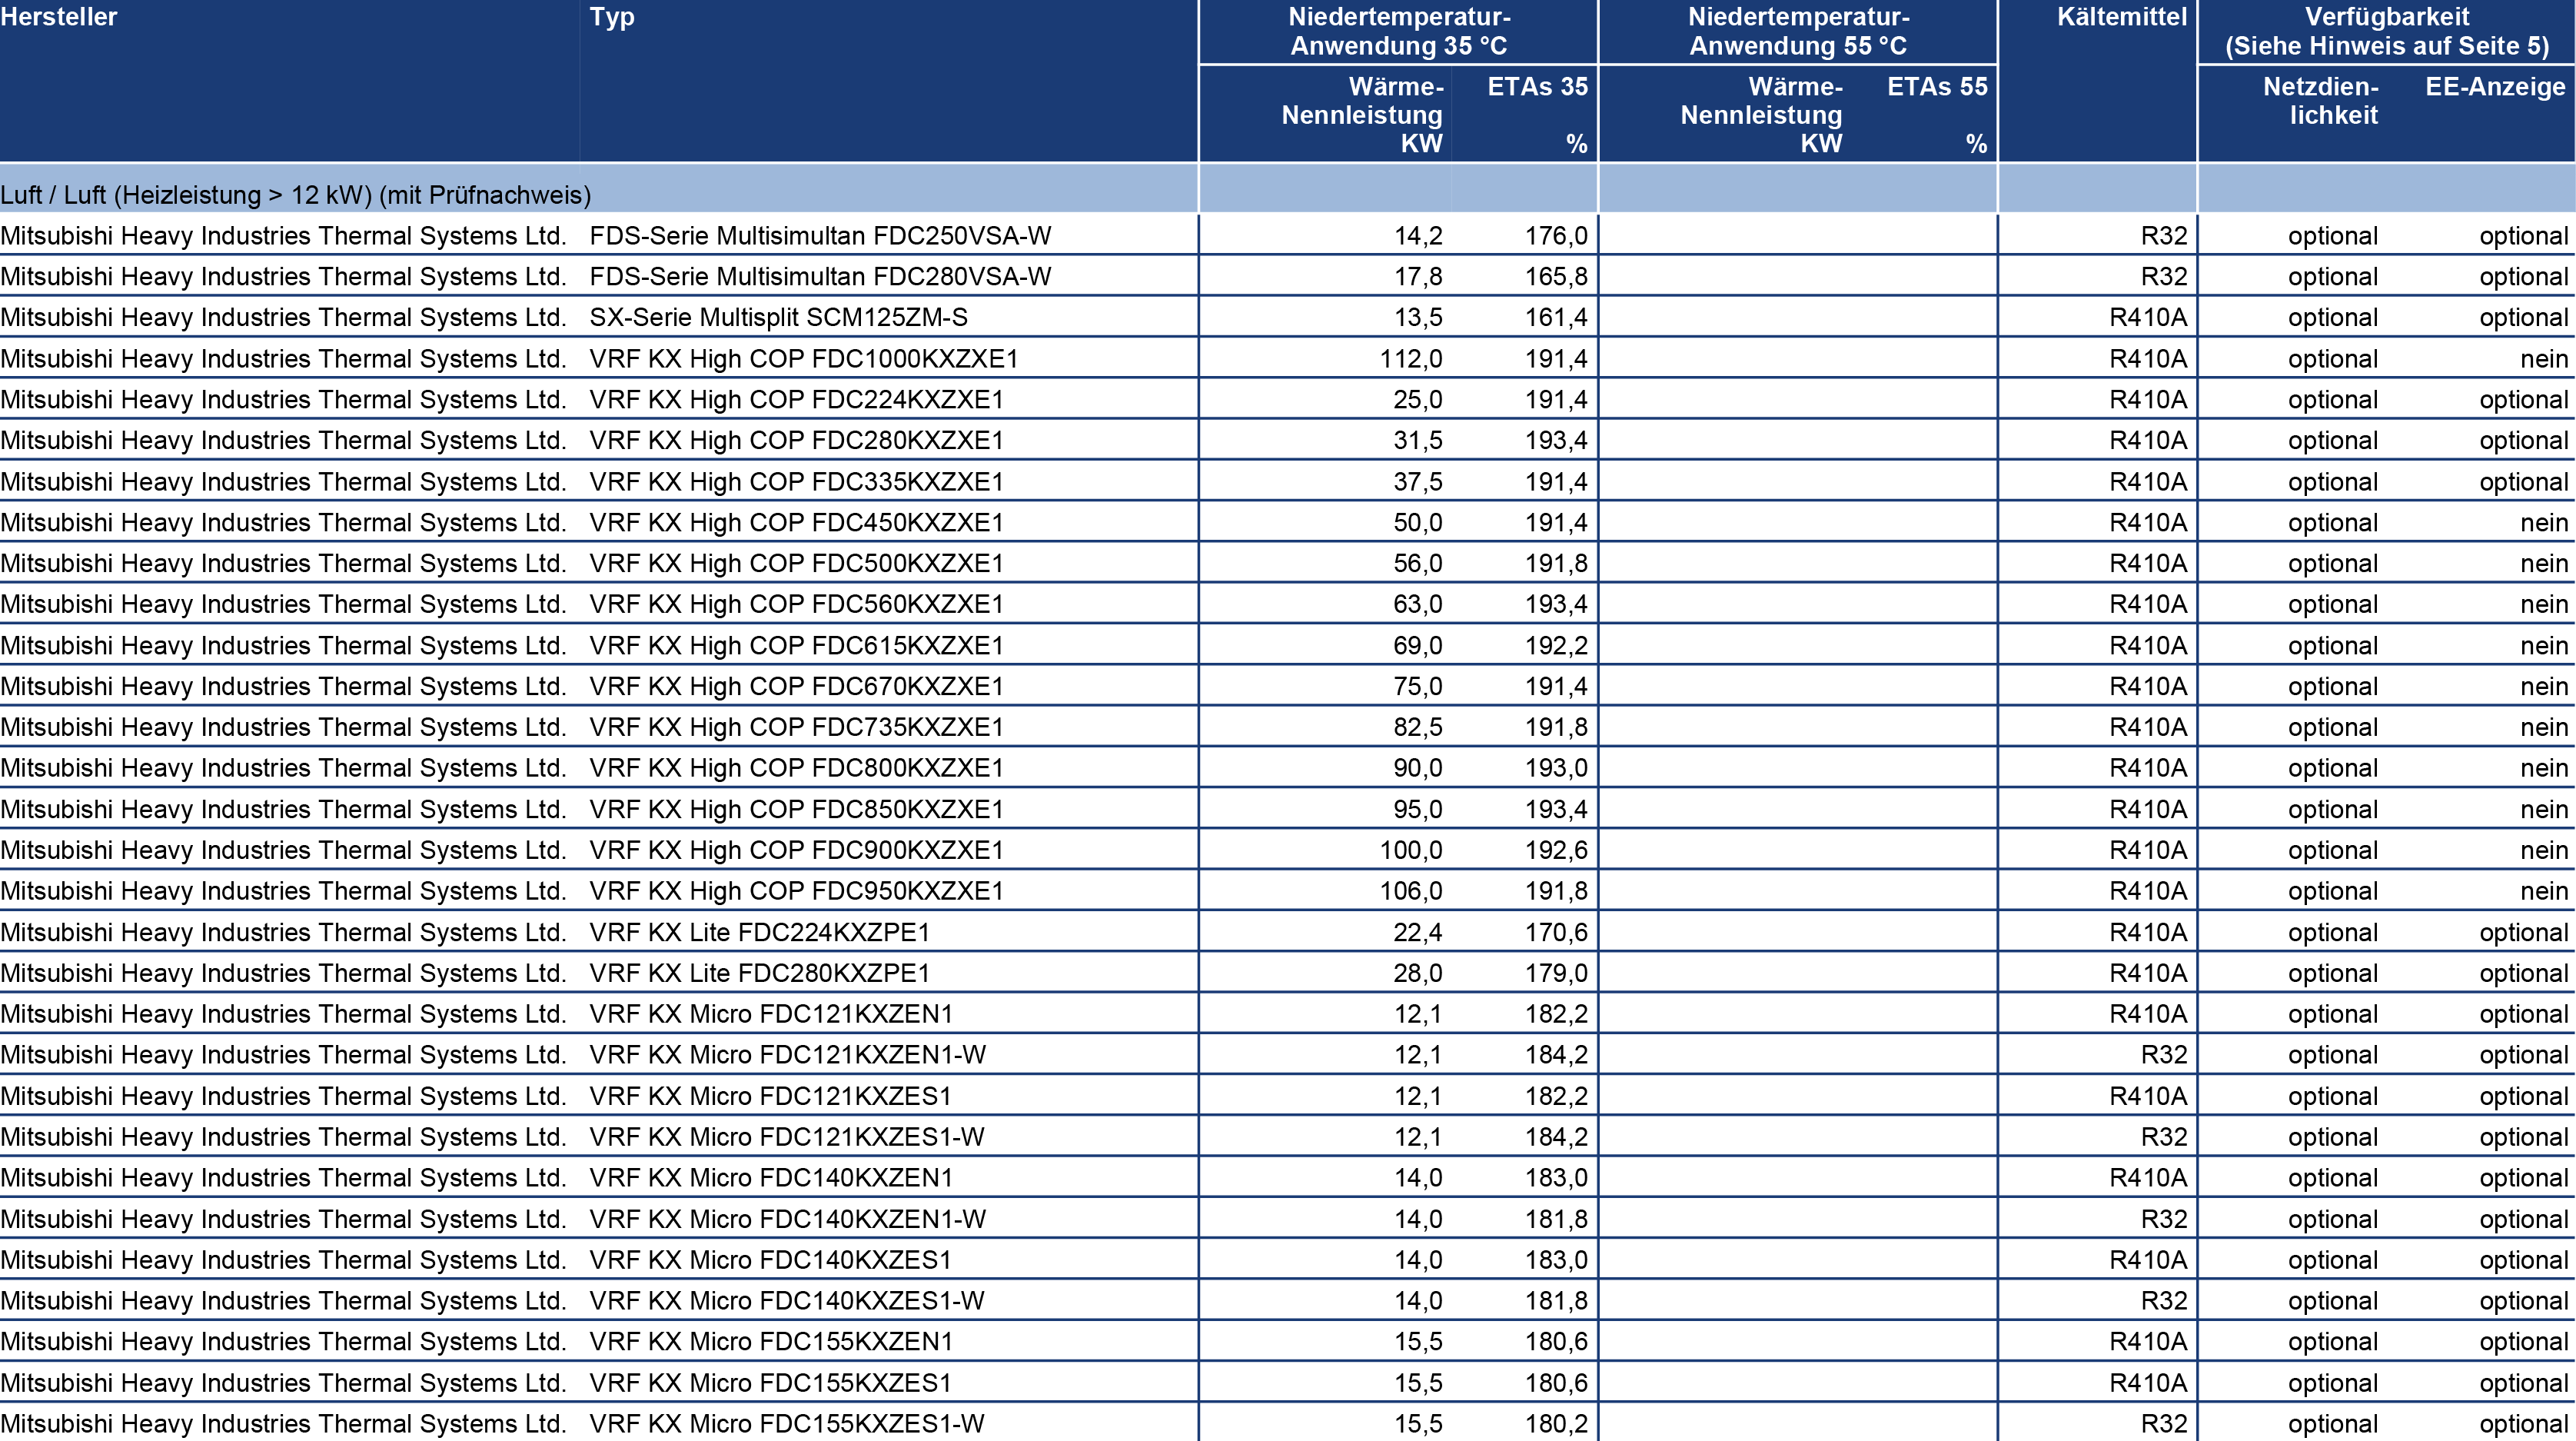 Hersteller Typ Niedertemperatur- Niedertemperatur- Kältemittel Verfügbarkeit
Anwendung 35 °C Anwendung 55 °C (Siehe Hinweis auf Seite 5)
Wärme- ETAs 35 Wärme- ETAs 55 Netzdien- EE-Anzeige
Nennleistung Nennleistung lichkeit
KW % KW %
Luft / Luft (Heizleistung > 12 kW) (mit Prüfnachweis)
Mitsubishi Heavy Industries Thermal Systems Ltd. FDS-Serie Multisimultan FDC250VSA-W 14,2 176,0 R32 optional optional
Mitsubishi Heavy Industries Thermal Systems Ltd. FDS-Serie Multisimultan FDC280VSA-W 17,8 165,8 R32 optional optional
Mitsubishi Heavy Industries Thermal Systems Ltd. SX-Serie Multisplit SCM125ZM-S 13,5 161,4 R410A optional optional
Mitsubishi Heavy Industries Thermal Systems Ltd. VRF KX High COP FDC1000KXZXE1 112,0 191,4 R410A optional nein
Mitsubishi Heavy Industries Thermal Systems Ltd. VRF KX High COP FDC224KXZXE1 25,0 191,4 R410A optional optional
Mitsubishi Heavy Industries Thermal Systems Ltd. VRF KX High COP FDC280KXZXE1 31,5 193,4 R410A optional optional
Mitsubishi Heavy Industries Thermal Systems Ltd. VRF KX High COP FDC335KXZXE1 37,5 191,4 R410A optional optional
Mitsubishi Heavy Industries Thermal Systems Ltd. VRF KX High COP FDC450KXZXE1 50,0 191,4 R410A optional nein
Mitsubishi Heavy Industries Thermal Systems Ltd. VRF KX High COP FDC500KXZXE1 56,0 191,8 R410A optional nein
Mitsubishi Heavy Industries Thermal Systems Ltd. VRF KX High COP FDC560KXZXE1 63,0 193,4 R410A optional nein
Mitsubishi Heavy Industries Thermal Systems Ltd. VRF KX High COP FDC615KXZXE1 69,0 192,2 R410A optional nein
Mitsubishi Heavy Industries Thermal Systems Ltd. VRF KX High COP FDC670KXZXE1 75,0 191,4 R410A optional nein
Mitsubishi Heavy Industries Thermal Systems Ltd. VRF KX High COP FDC735KXZXE1 82,5 191,8 R410A optional nein
Mitsubishi Heavy Industries Thermal Systems Ltd. VRF KX High COP FDC800KXZXE1 90,0 193,0 R410A optional nein
Mitsubishi Heavy Industries Thermal Systems Ltd. VRF KX High COP FDC850KXZXE1 95,0 193,4 R410A optional nein
Mitsubishi Heavy Industries Thermal Systems Ltd. VRF KX High COP FDC900KXZXE1 100,0 192,6 R410A optional nein
Mitsubishi Heavy Industries Thermal Systems Ltd. VRF KX High COP FDC950KXZXE1 106,0 191,8 R410A optional nein
Mitsubishi Heavy Industries Thermal Systems Ltd. VRF KX Lite FDC224KXZPE1 22,4 170,6 R410A optional optional
Mitsubishi Heavy Industries Thermal Systems Ltd. VRF KX Lite FDC280KXZPE1 28,0 179,0 R410A optional optional
Mitsubishi Heavy Industries Thermal Systems Ltd. VRF KX Micro FDC121KXZEN1 12,1 182,2 R410A optional optional
Mitsubishi Heavy Industries Thermal Systems Ltd. VRF KX Micro FDC121KXZEN1-W 12,1 184,2 R32 optional optional
Mitsubishi Heavy Industries Thermal Systems Ltd. VRF KX Micro FDC121KXZES1 12,1 182,2 R410A optional optional
Mitsubishi Heavy Industries Thermal Systems Ltd. VRF KX Micro FDC121KXZES1-W 12,1 184,2 R32 optional optional
Mitsubishi Heavy Industries Thermal Systems Ltd. VRF KX Micro FDC140KXZEN1 14,0 183,0 R410A optional optional
Mitsubishi Heavy Industries Thermal Systems Ltd. VRF KX Micro FDC140KXZEN1-W 14,0 181,8 R32 optional optional
Mitsubishi Heavy Industries Thermal Systems Ltd. VRF KX Micro FDC140KXZES1 14,0 183,0 R410A optional optional
Mitsubishi Heavy Industries Thermal Systems Ltd. VRF KX Micro FDC140KXZES1-W 14,0 181,8 R32 optional optional
Mitsubishi Heavy Industries Thermal Systems Ltd. VRF KX Micro FDC155KXZEN1 15,5 180,6 R410A optional optional
Mitsubishi Heavy Industries Thermal Systems Ltd. VRF KX Micro FDC155KXZES1 15,5 180,6 R410A optional optional
Mitsubishi Heavy Industries Thermal Systems Ltd. VRF KX Micro FDC155KXZES1-W 15,5 180,2 R32 optional optional